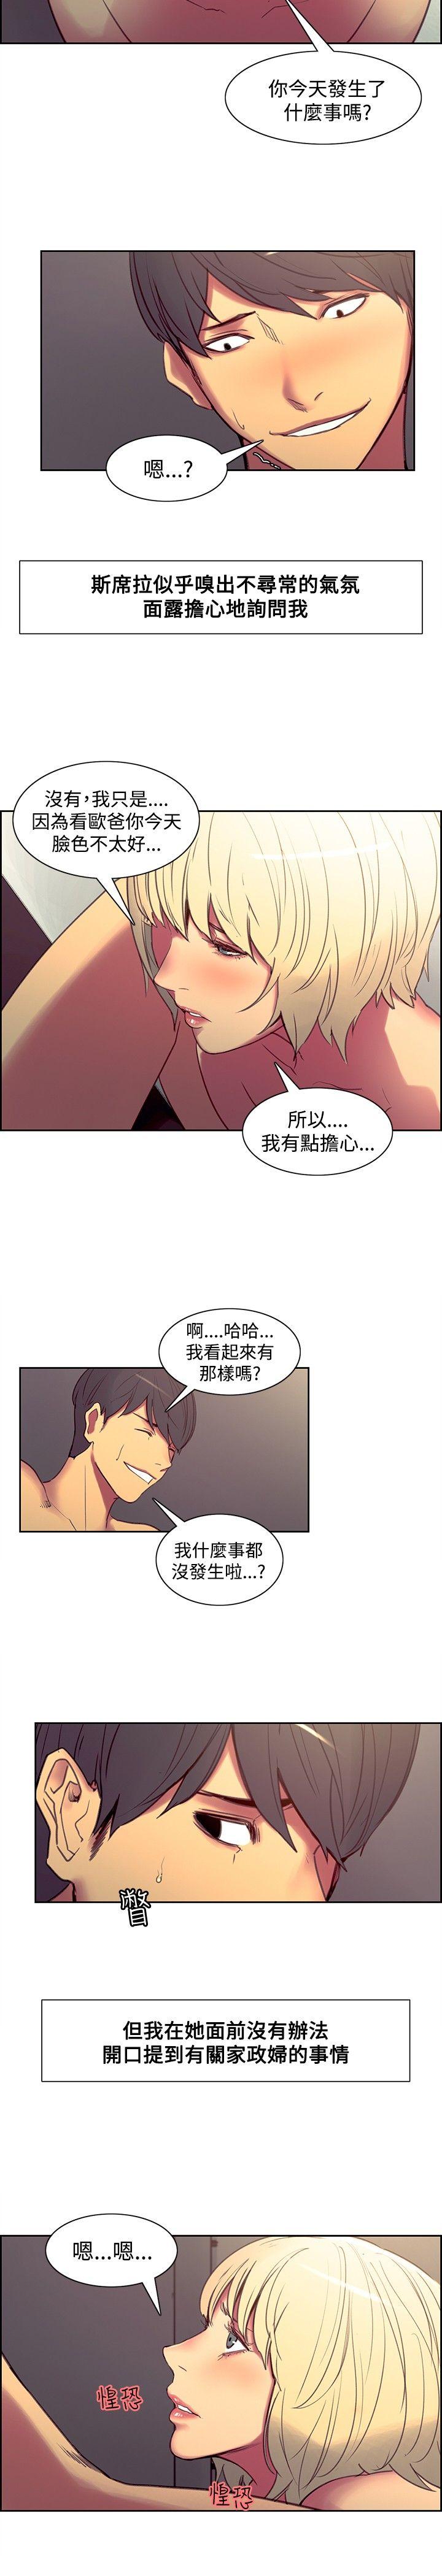 你今天發生了
什麼事嗎?
嗯...?
斯席拉似乎嗅出不尋常的氣氛
面露擔心地詢問我
沒有,我只是....
因為看歐爸你今天
臉色不太好...
所以....
我有點擔心...
啊....哈哈...
我看起來有
那樣嗎?
我什麼事都
沒發生啦...?
瞥
但我在她面前沒有辦法
開口提到有關家政婦的事情
嗯...嗯...
惶恐
惶恐